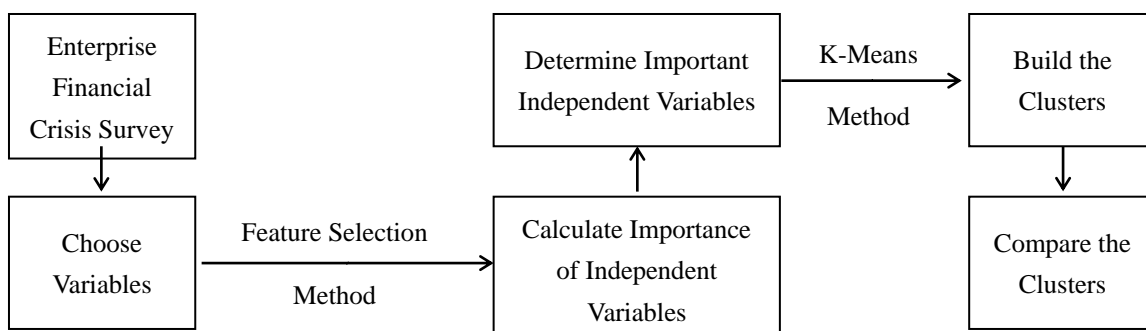 Enterprise
Financial
Crisis Survey
Choose
Variables
Feature Selection
Method
Calculate Importance
of Independent
Variables
Determine Important
Independent Variables
K-Means
Method
Build the
Clusters
Compare the
Clusters